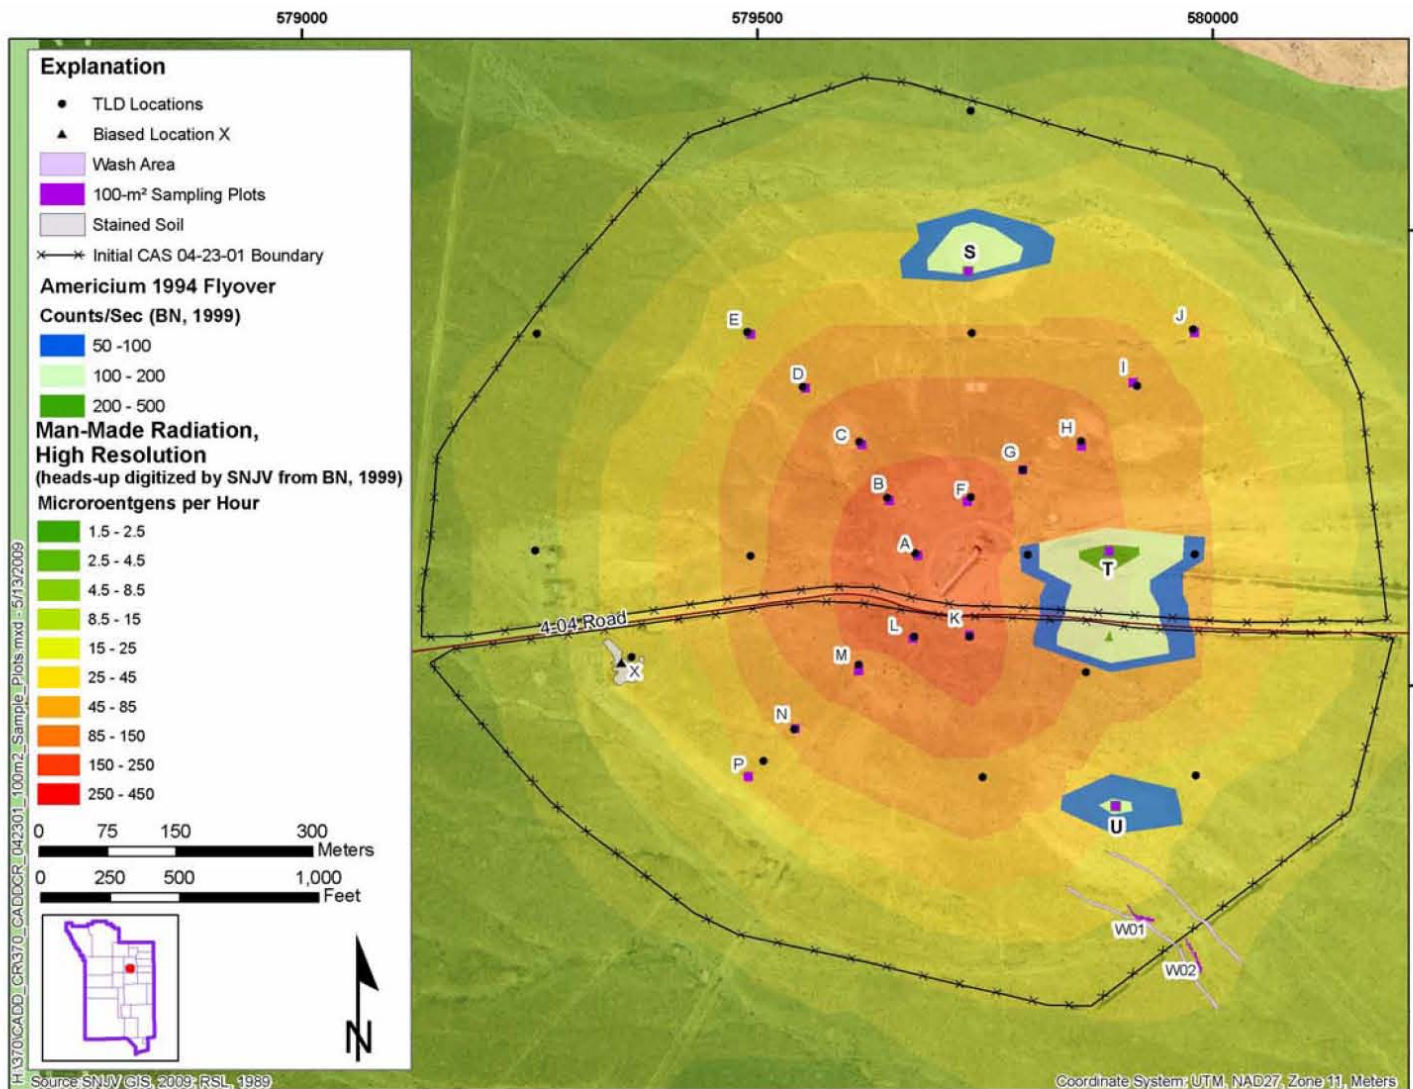 579000
579500
580000
Explanation
TLD Locations
Biased Location X
Wash Area
100-m² Sampling Plots
Stained Soil
Initial CAS 04-23-01 Boundary
Americium 1994 Flyover
Counts/Sec (BN, 1999)
50 -100
100 - 200
200 - 500
Man-Made Radiation,
High Resolution
(heads-up digitized by SNJV from BN, 1999)
Microroentgens per Hour
1.5 - 2.5
2.5 - 4.5
4.5 - 8.5
8.5 - 15
15 - 25
25 - 45
45 - 85
85 - 150
150 - 250
250 - 450
0 75 150 300
Meters
0 250 500 1,000
Feet
N
H:\370\CADD_CR\370_CADDCR_042301_100m2_Sample_Plots.mxd - 5/13/2009
Source:SNJV GIS, 2009; RSL, 1989
S
E
J
D
I
C
H
G
B
F
A
T
4-04 Road
L
K
M
X
N
P
U
W01
W02
Coordinate System: UTM, NAD27, Zone 11, Meters